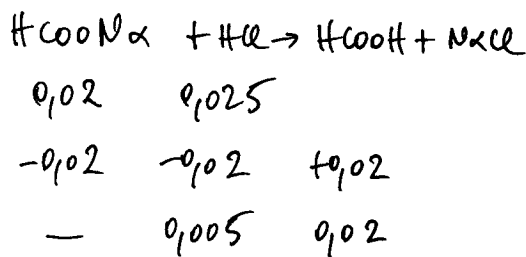 HCOONa + HCl → HCOOH + NaCl
0,02 0,025
-0,02 -0,02 +0,02
— 0,005 0,02